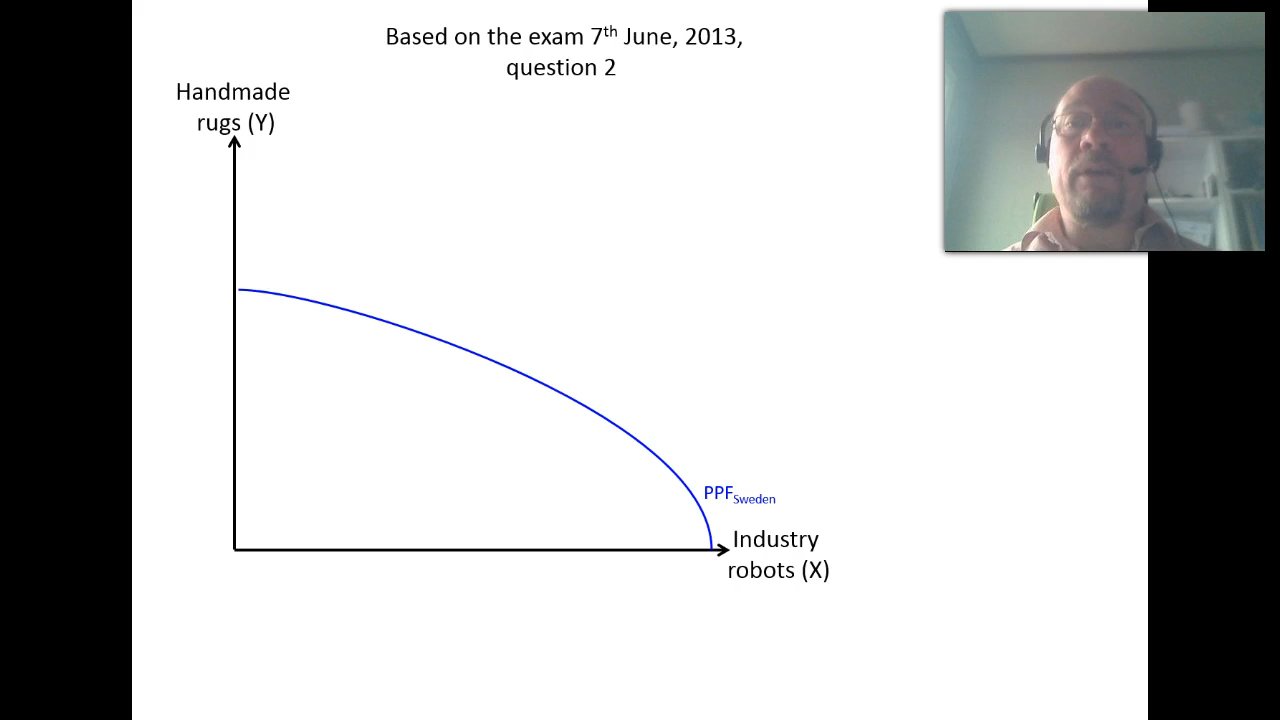 Based on the exam 7th June, 2013,
question 2
Handmade
rugs (Y)
PPFSweden
Industry
robots (X)